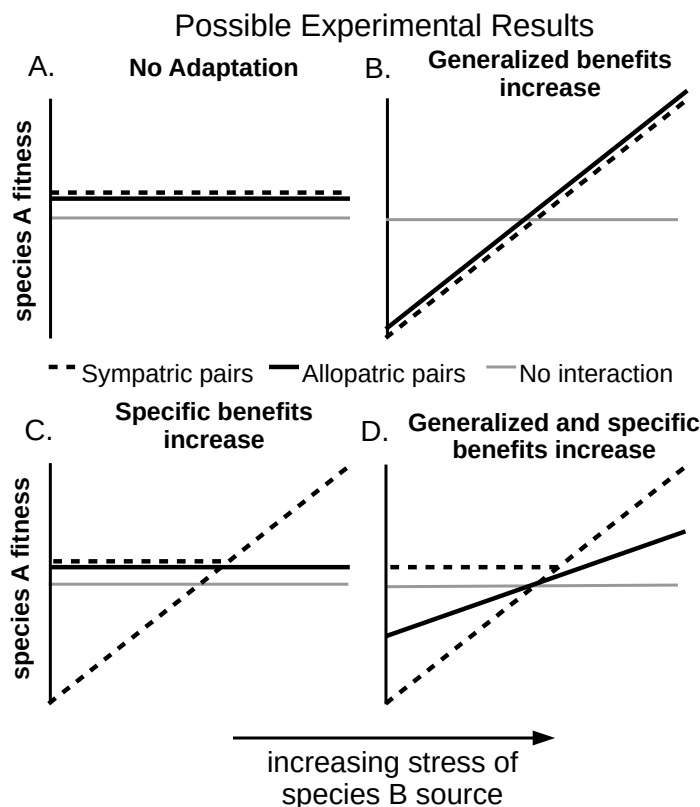 Possible Experimental Results
A.
No Adaptation
B.
Generalized benefits
increase
species A fitness
Sympatric pairs
Allopatric pairs
No interaction
C.
Specific benefits
increase
D.
Generalized and specific
benefits increase
species A fitness
increasing stress of
species B source